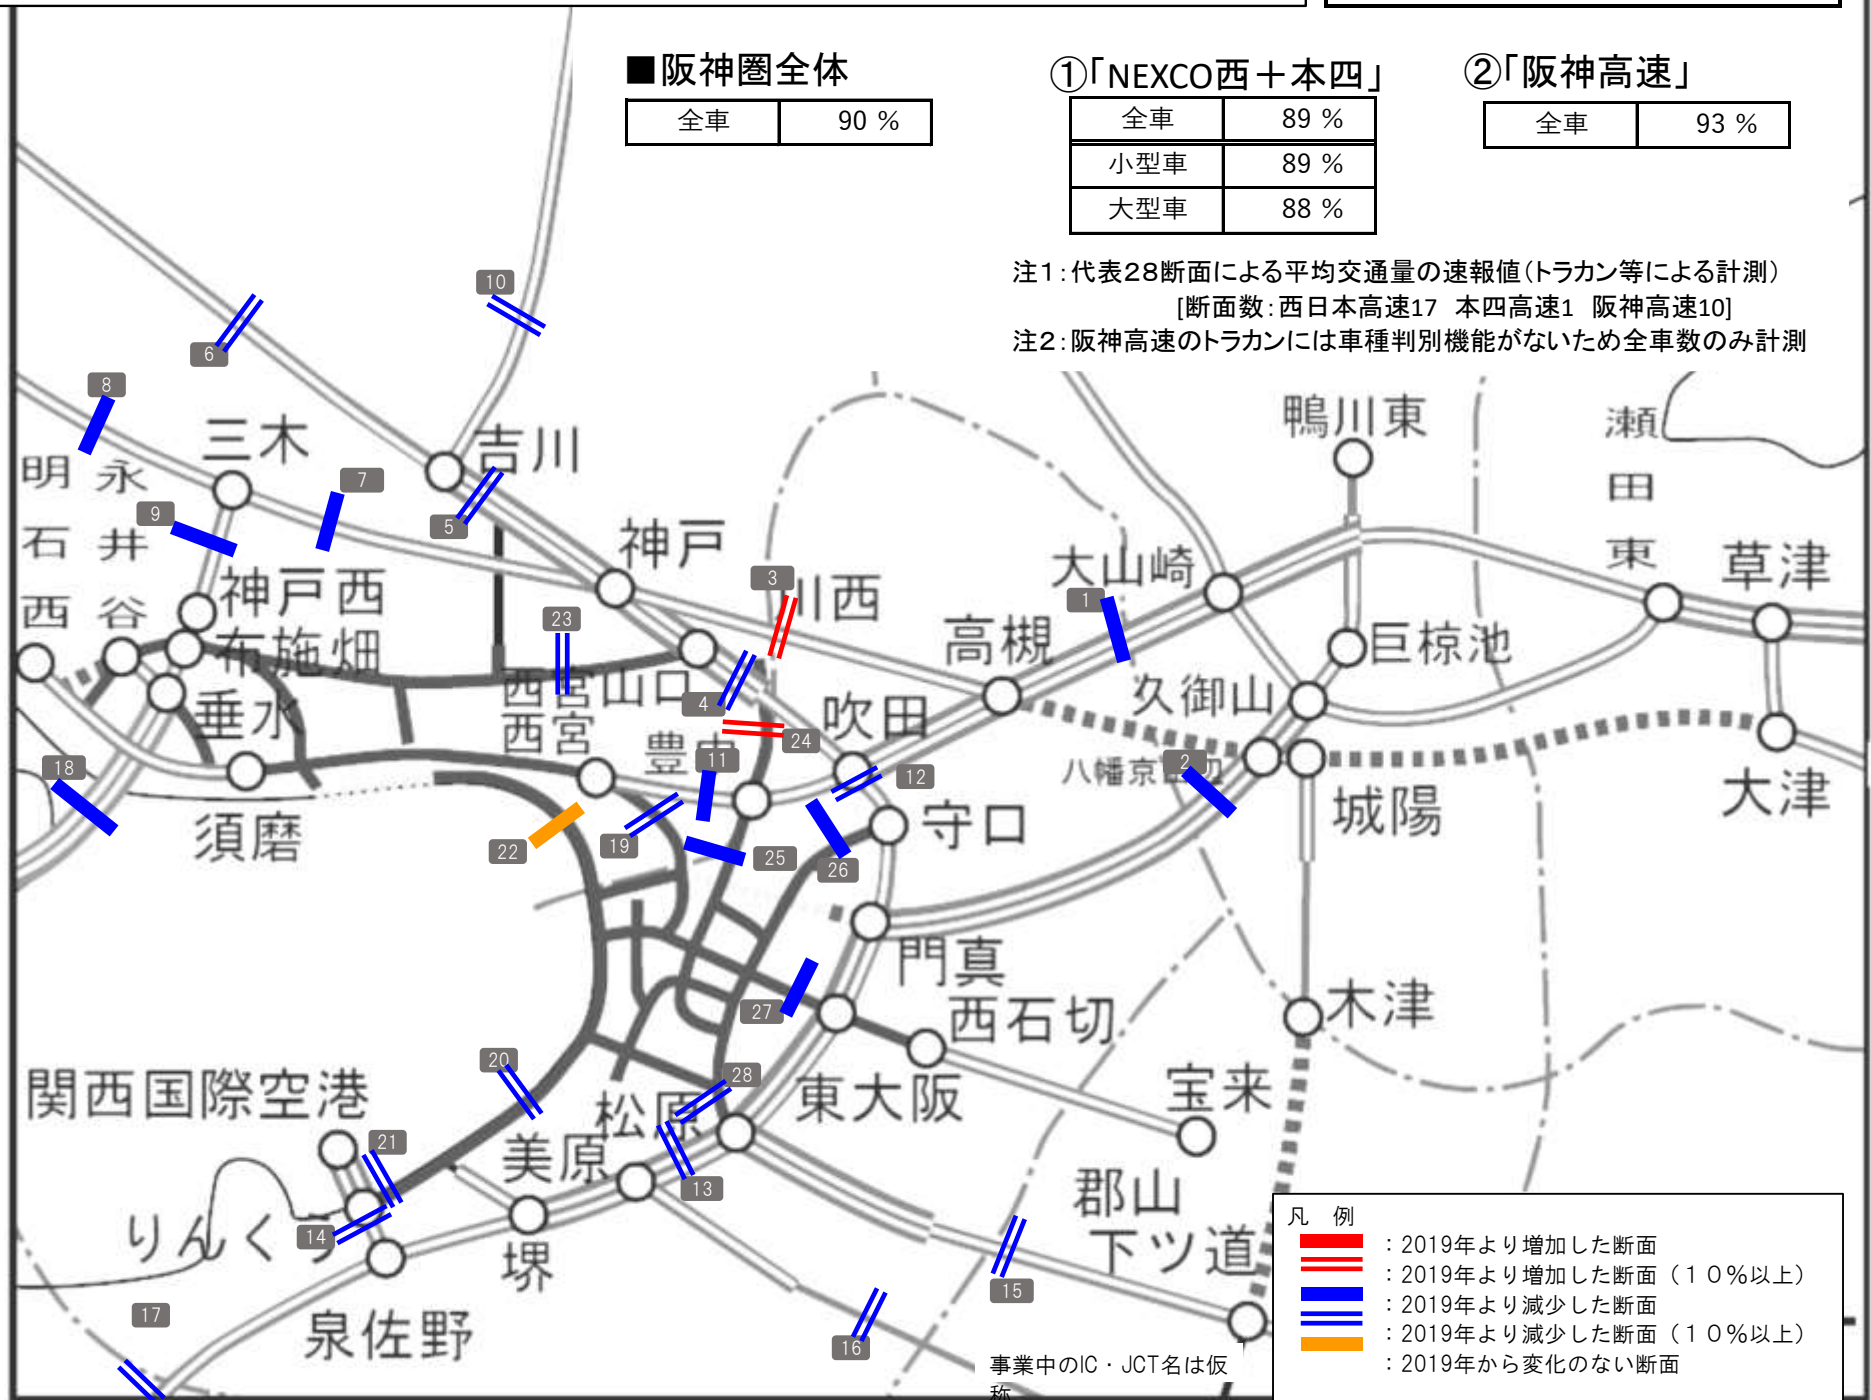 ■阪神圏全体
全車 90 %
①「NEXCO西＋本四」
全車 89 %
小型車 89 %
大型車 88 %
②「阪神高速」
全車 93 %
注1：代表28断面による平均交通量の速報値（トラカン等による計測）
[断面数：西日本高速17 本四高速1 阪神高速10]
注2：阪神高速のトラカンには車種判別機能がないため全車数のみ計測
10
6
8
三木
吉川
7
5
9
明石西
永井谷
神戸西
布施畑
垂水
神戸
3
川西
23
西宮山口
西宮
4
24
豊中
11
吹田
12
高槻
大山崎
1
鴨川東
瀬田東
草津
巨椋池
久御山
八幡京田辺
2
城陽
大津
18
須磨
22
19
25
26
守口
門真
27
西石切
木津
東大阪
宝来
20
28
松原
関西国際空港
21
美原
13
りんくう
14
堺
郡山
下ツ道
15
17
泉佐野
16
事業中のIC・JCT名は仮
称
凡 例
：2019年より増加した断面
：2019年より増加した断面（１０％以上）
：2019年より減少した断面
：2019年より減少した断面（１０％以上）
：2019年から変化のない断面